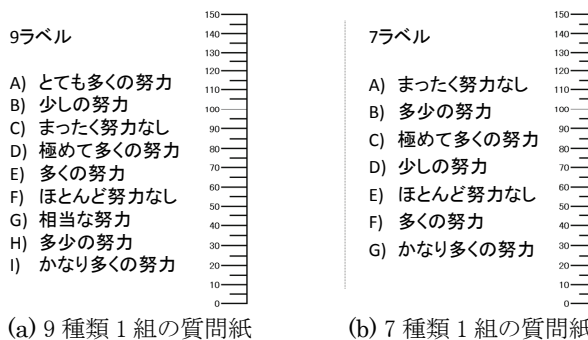 9ラベル
A) とても多くの努力
B) 少しの努力
C) まったく努力なし
D) 極めて多くの努力
E) 多くの努力
F) ほとんど努力なし
G) 相当な努力
H) 多少の努力
I) かなり多くの努力
150
140
130
120
110
100
90
80
70
60
50
40
30
20
10
0
(a) 9 種類 1 組の質問紙
7ラベル
A) まったく努力なし
B) 多少の努力
C) 極めて多くの努力
D) 少しの努力
E) ほとんど努力なし
F) 多くの努力
G) かなり多くの努力
150
140
130
120
110
100
90
80
70
60
50
40
30
20
10
0
(b) 7 種類 1 組の質問紙